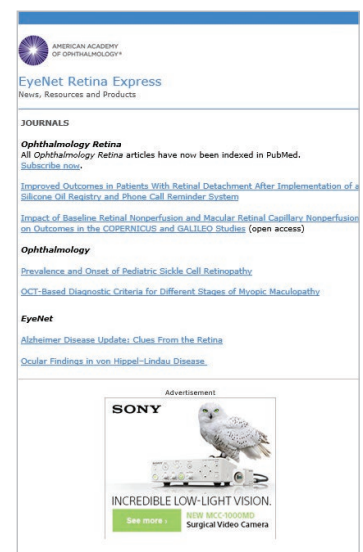 AMERICAN ACADEMY
OF OPHTHALMOLOGY®
EyeNet Retina Express
News, Resources and Products
JOURNALS
Ophthalmology Retina
All Ophthalmology Retina articles have now been indexed in PubMed.
Subscribe now.
Improved Outcomes in Patients With Retinal Detachment After Implementation of a
Silicone Oil Registry and Phone Call Reminder System
Impact of Baseline Retinal Nonperfusion and Macular Retinal Capillary Nonperfusion
on Outcomes in the COPERNICUS and GALILEO Studies (open access)
Ophthalmology
Prevalence and Onset of Pediatric Sickle Cell Retinopathy
OCT-Based Diagnostic Criteria for Different Stages of Myopic Maculopathy
EyeNet
Alzheimer Disease Update: Clues From the Retina
Ocular Findings in von Hippel–Lindau Disease
Advertisement
SONY
INCREDIBLE LOW-LIGHT VISION.
See more ›
NEW MCC-1000MD
Surgical Video Camera